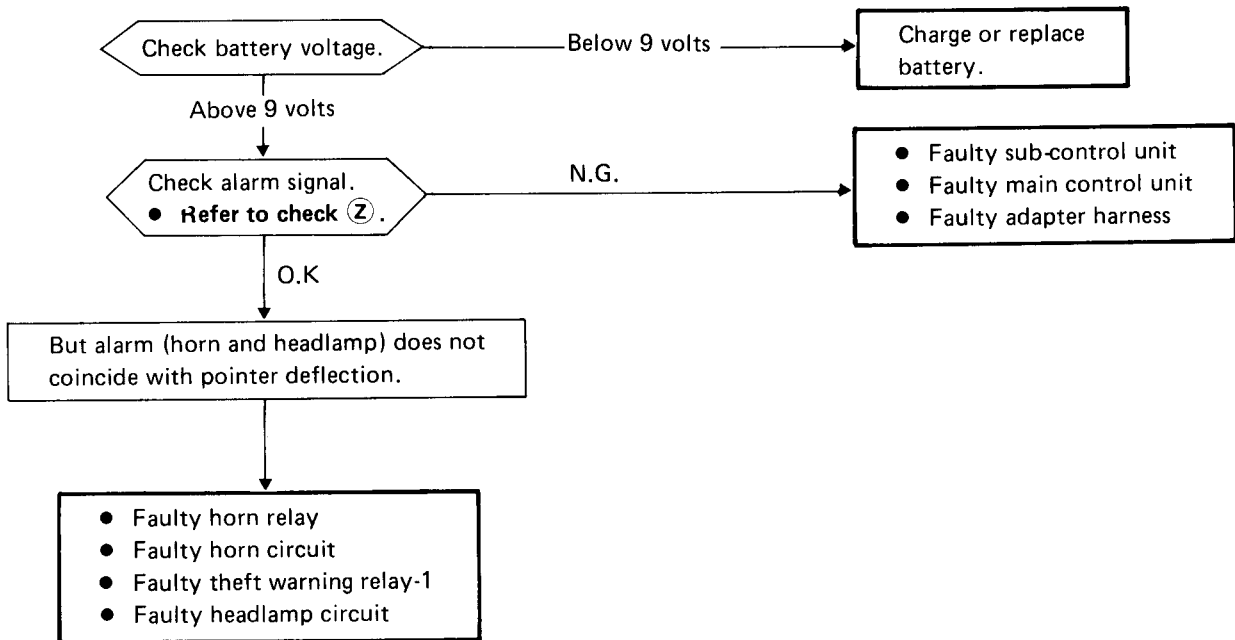 Check battery voltage.
Below 9 volts
Charge or replace
battery.
Above 9 volts
Check alarm signal.
● Refer to check Ⓩ.
N.G.
● Faulty sub-control unit
● Faulty main control unit
● Faulty adapter harness
O.K
But alarm (horn and headlamp) does not
coincide with pointer deflection.
● Faulty horn relay
● Faulty horn circuit
● Faulty theft warning relay-1
● Faulty headlamp circuit